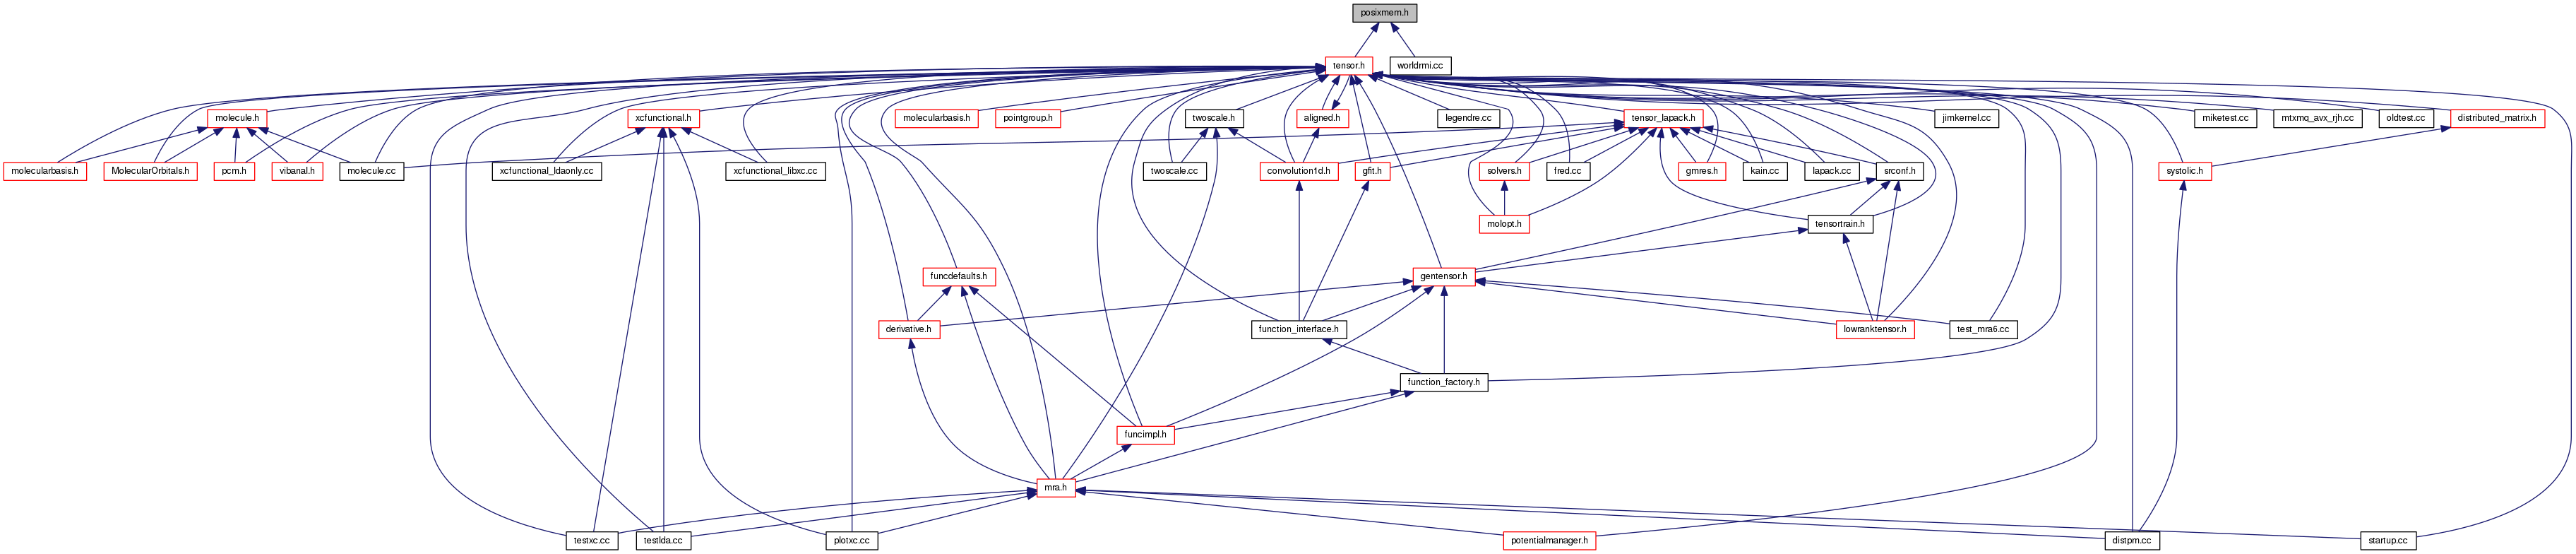 posixmem.h
tensor.h
worldrmi.cc
molecule.h
xcfunctional.h
molecularbasis.h
pointgroup.h
twoscale.h
aligned.h
legendre.cc
tensor_lapack.h
jimkernel.cc
miketest.cc
mtxmq_avx_rjh.cc
oldtest.cc
distributed_matrix.h
molecularbasis.h
MolecularOrbitals.h
pcm.h
vibanal.h
molecule.cc
xcfunctional_ldaonly.cc
xcfunctional_libxc.cc
twoscale.cc
convolution1d.h
gfit.h
solvers.h
fred.cc
gmres.h
kain.cc
lapack.cc
srconf.h
systolic.h
molopt.h
tensortrain.h
funcdefaults.h
gentensor.h
derivative.h
function_interface.h
lowranktensor.h
test_mra6.cc
function_factory.h
funcimpl.h
mra.h
testxc.cc
testlda.cc
plotxc.cc
potentialmanager.h
distpm.cc
startup.cc